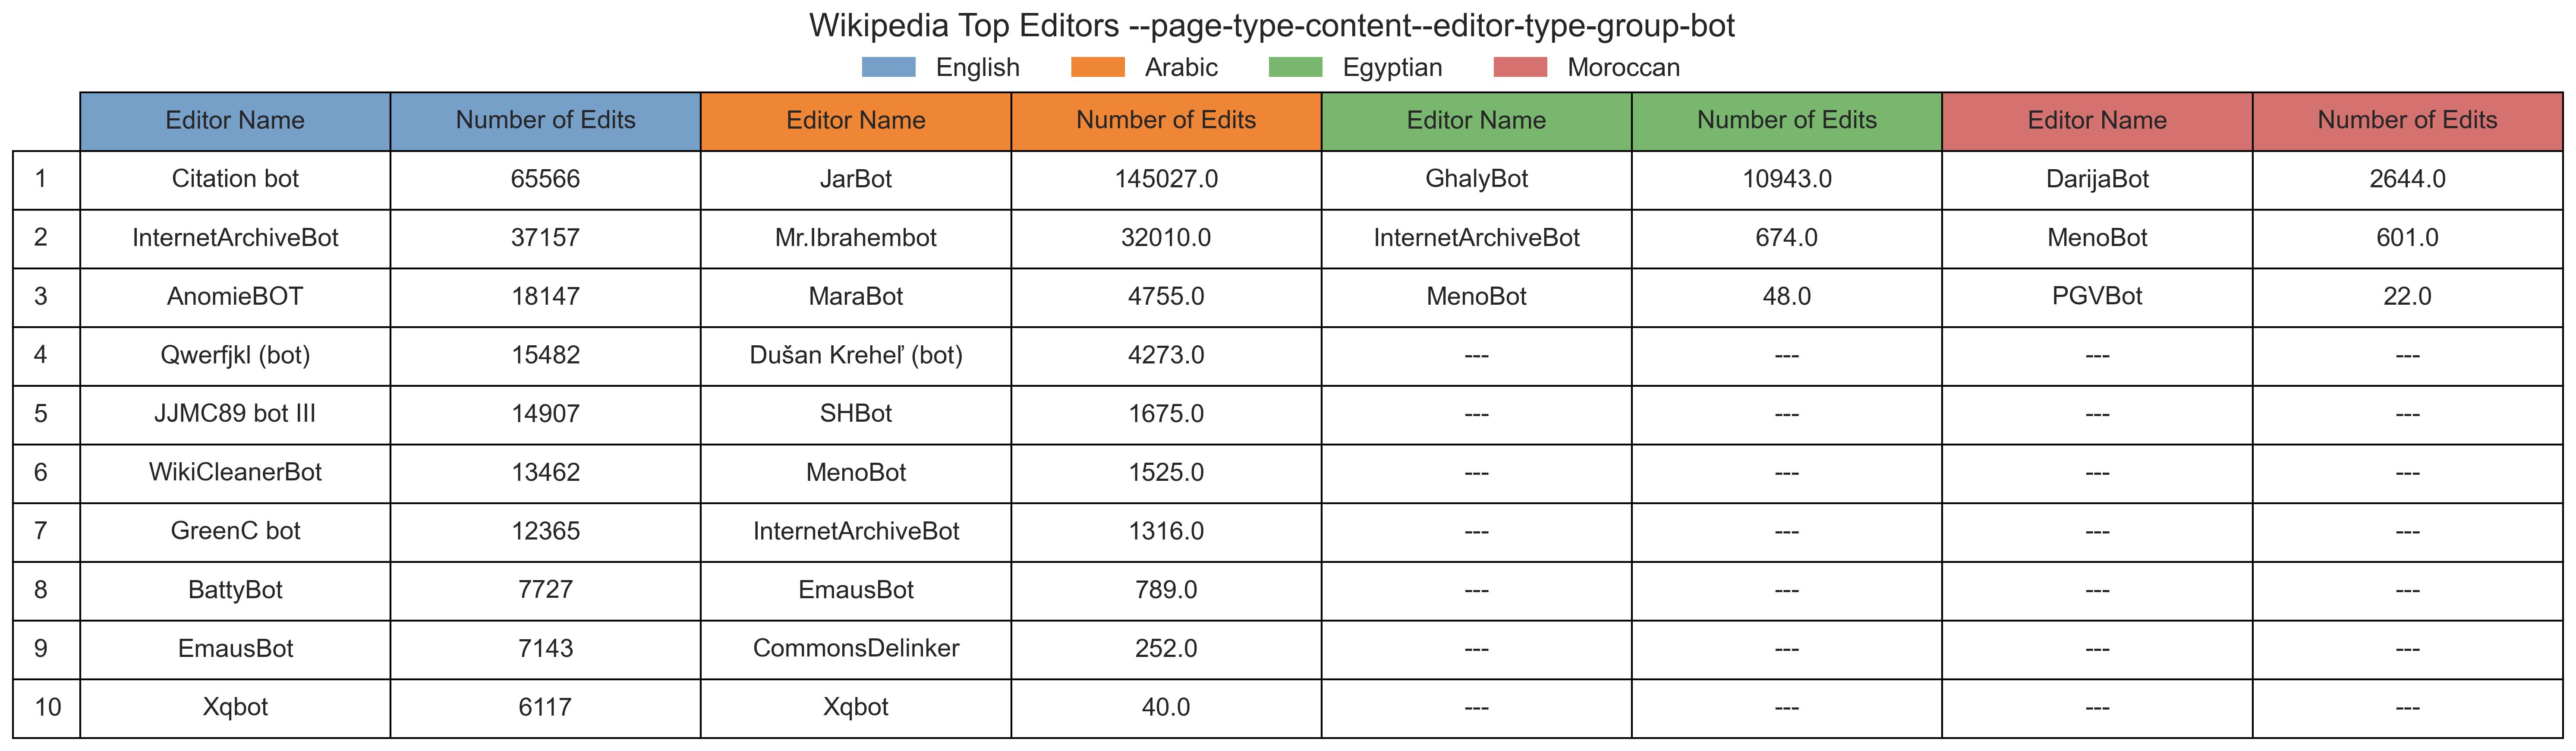 Wikipedia Top Editors --page-type-content--editor-type-group-bot
English Arabic Egyptian Moroccan
Editor Name Number of Edits Editor Name Number of Edits Editor Name Number of Edits Editor Name Number of Edits
1 Citation bot 65566 JarBot 145027.0 GhalyBot 10943.0 DarijaBot 2644.0
2 InternetArchiveBot 37157 Mr.Ibrahembot 32010.0 InternetArchiveBot 674.0 MenoBot 601.0
3 AnomieBOT 18147 MaraBot 4755.0 MenoBot 48.0 PGVBot 22.0
4 Qwerfjkl (bot) 15482 Dušan Kreheľ (bot) 4273.0 --- --- --- ---
5 JJMC89 bot III 14907 SHBot 1675.0 --- --- --- ---
6 WikiCleanerBot 13462 MenoBot 1525.0 --- --- --- ---
7 GreenC bot 12365 InternetArchiveBot 1316.0 --- --- --- ---
8 BattyBot 7727 EmausBot 789.0 --- --- --- ---
9 EmausBot 7143 CommonsDelinker 252.0 --- --- --- ---
10 Xqbot 6117 Xqbot 40.0 --- --- --- ---